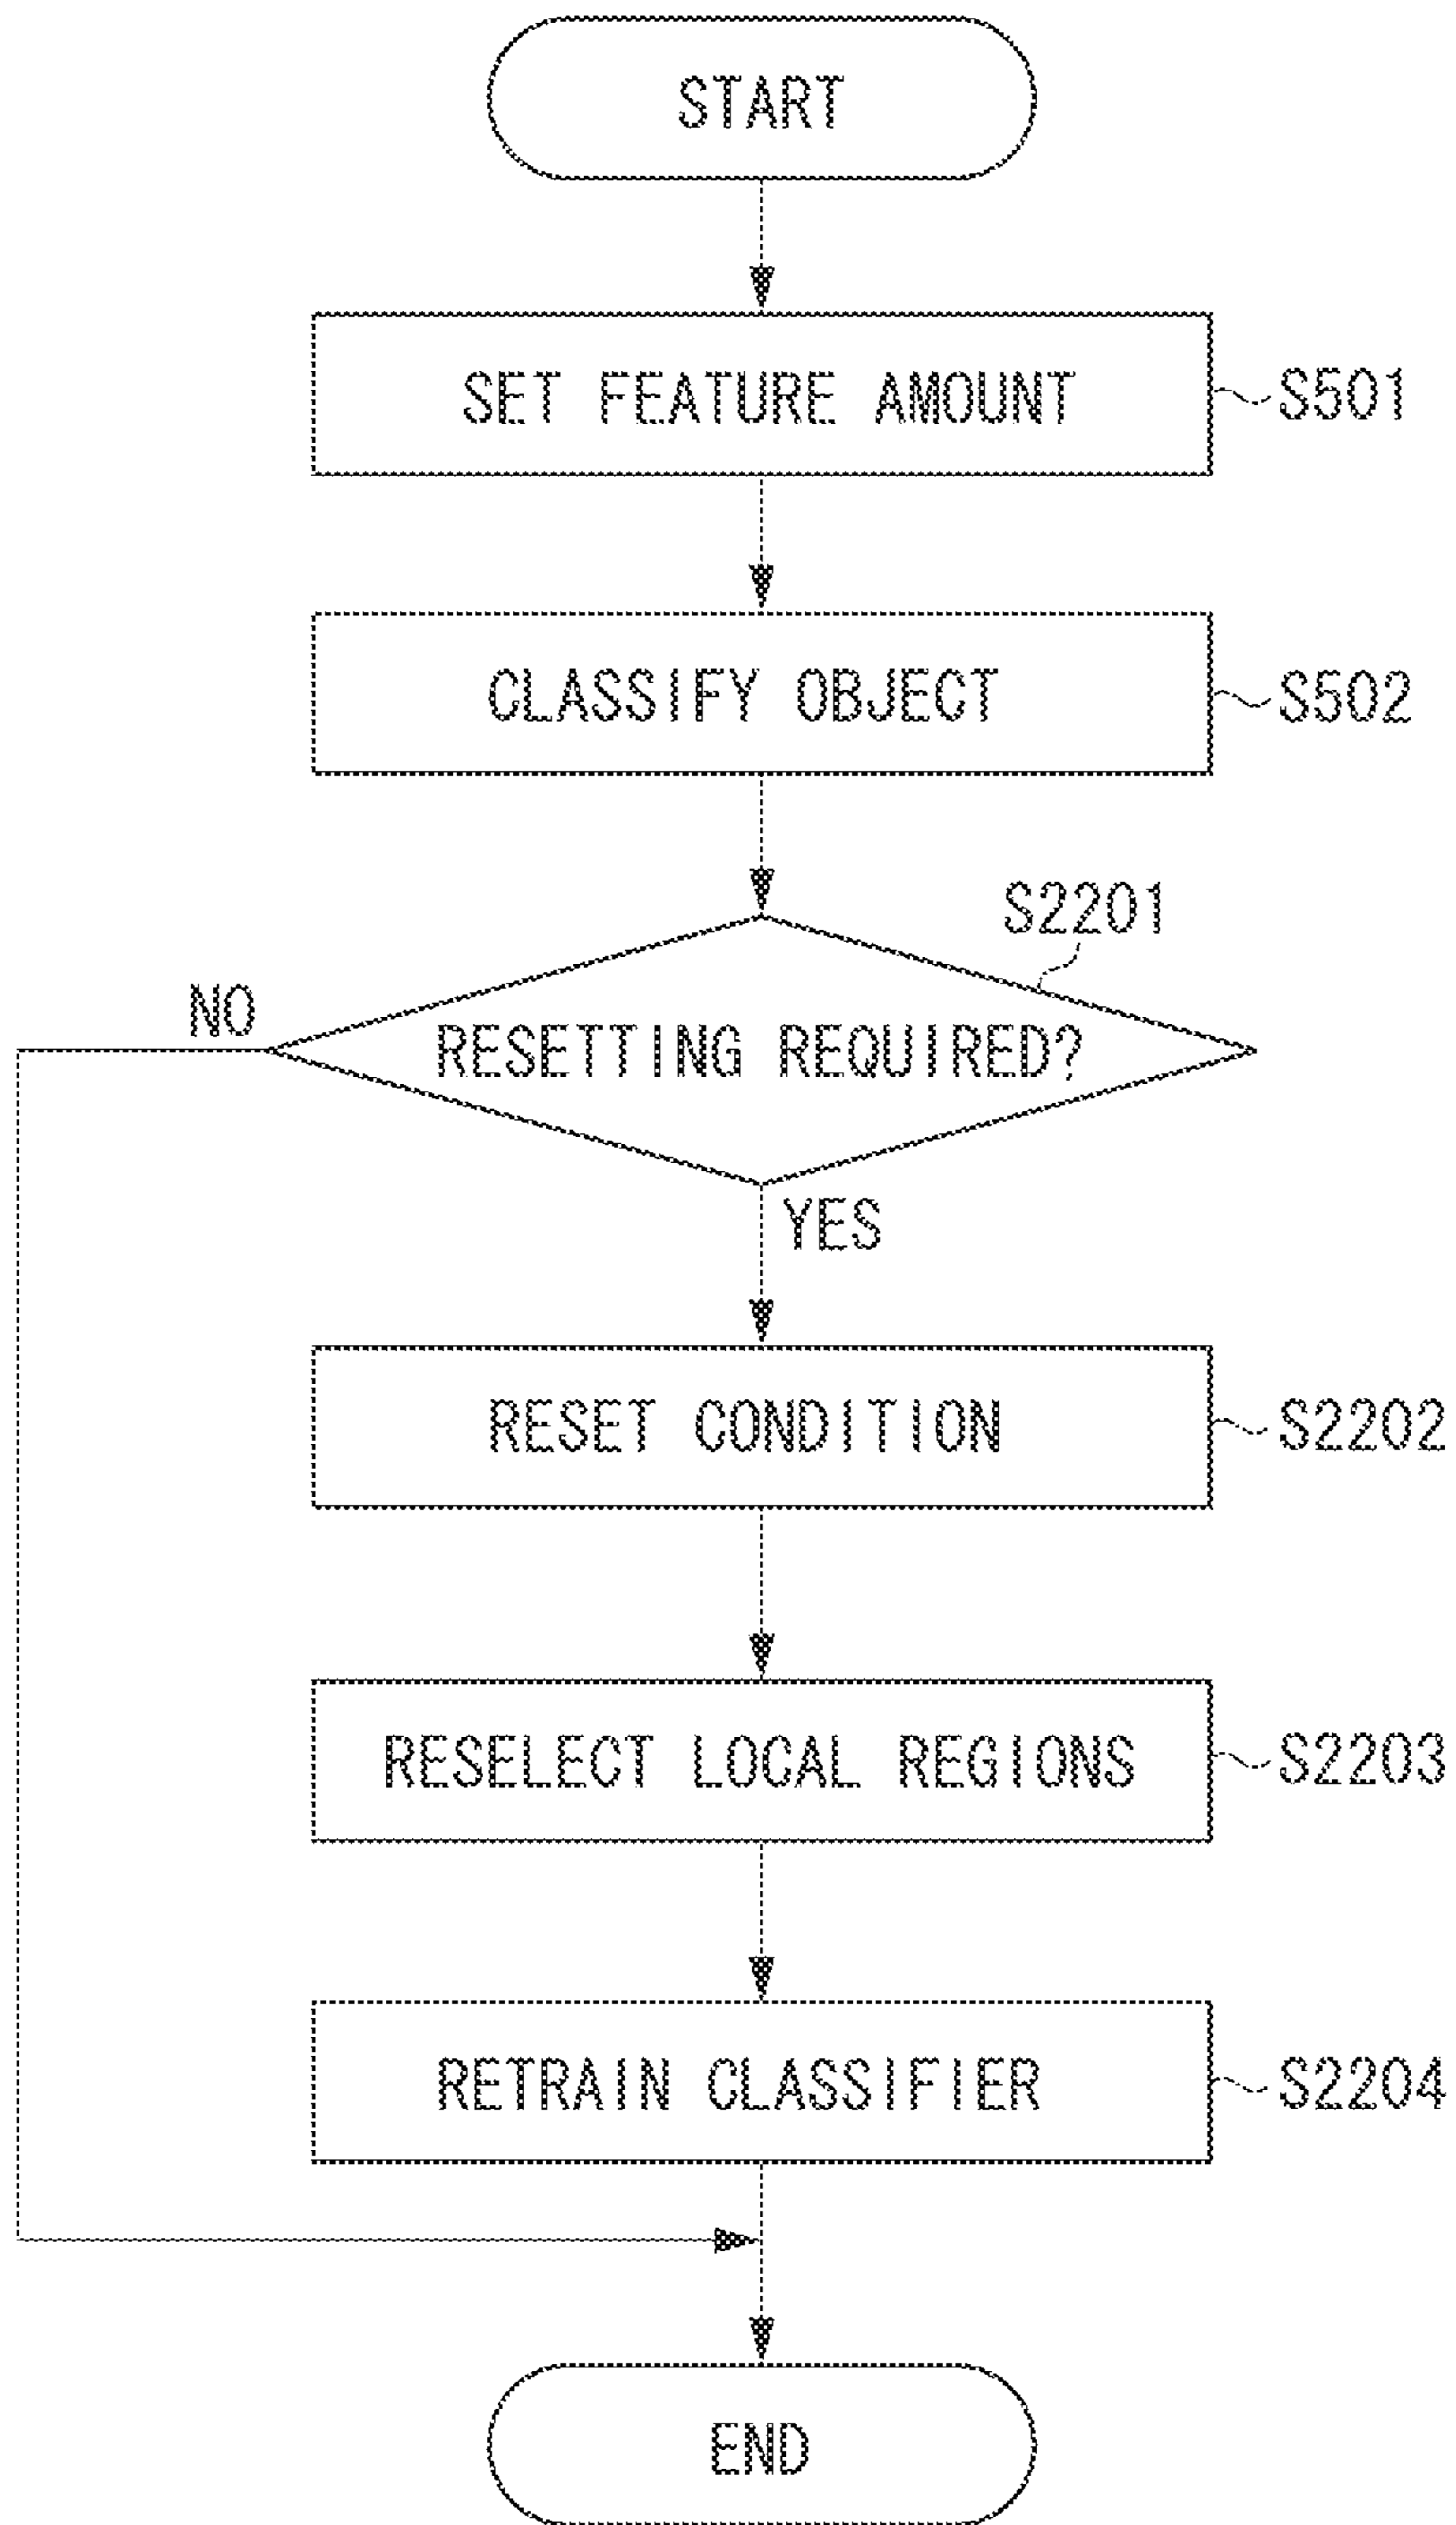 START
SET FEATURE AMOUNT
S501
CLASSIFY OBJECT
S502
S2201
NO
RESETTING REQUIRED?
YES
RESET CONDITION
S2202
RESELECT LOCAL REGIONS
S2203
RETRAIN CLASSIFIER
S2204
END